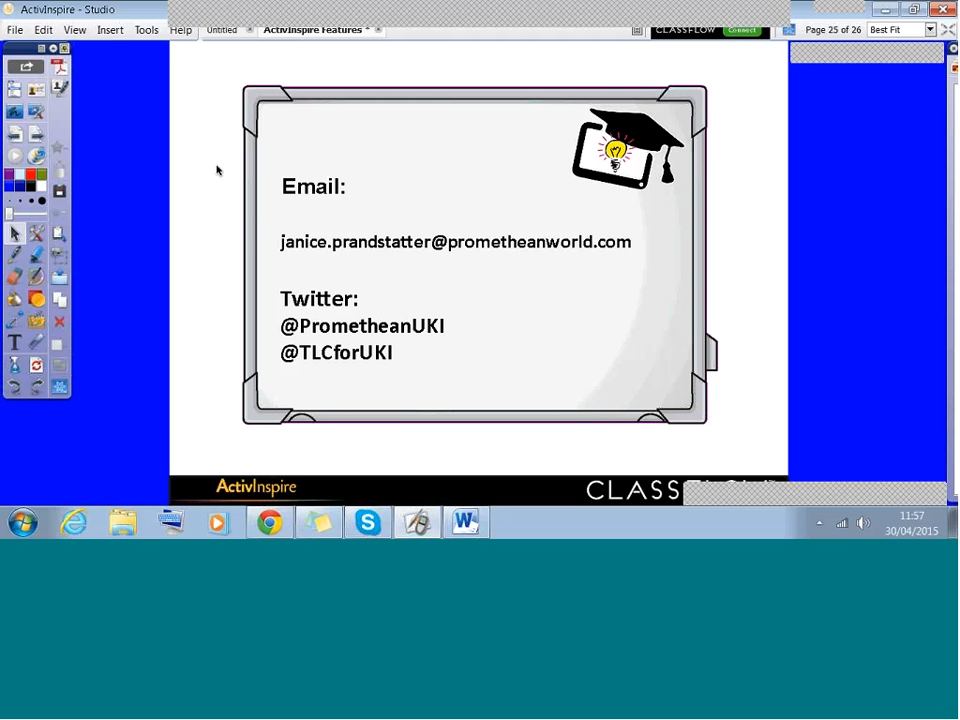 ActivInspire - Studio
File Edit View Insert Tools Help
Untitled ActivInspire Features *
CLASSFLOW Connect
Page 25 of 26 Best Fit
Email:
janice.prandstatter@prometheanworld.com
Twitter:
@PrometheanUKI
@TLCforUKI
ActivInspire
11:57
30/04/2015